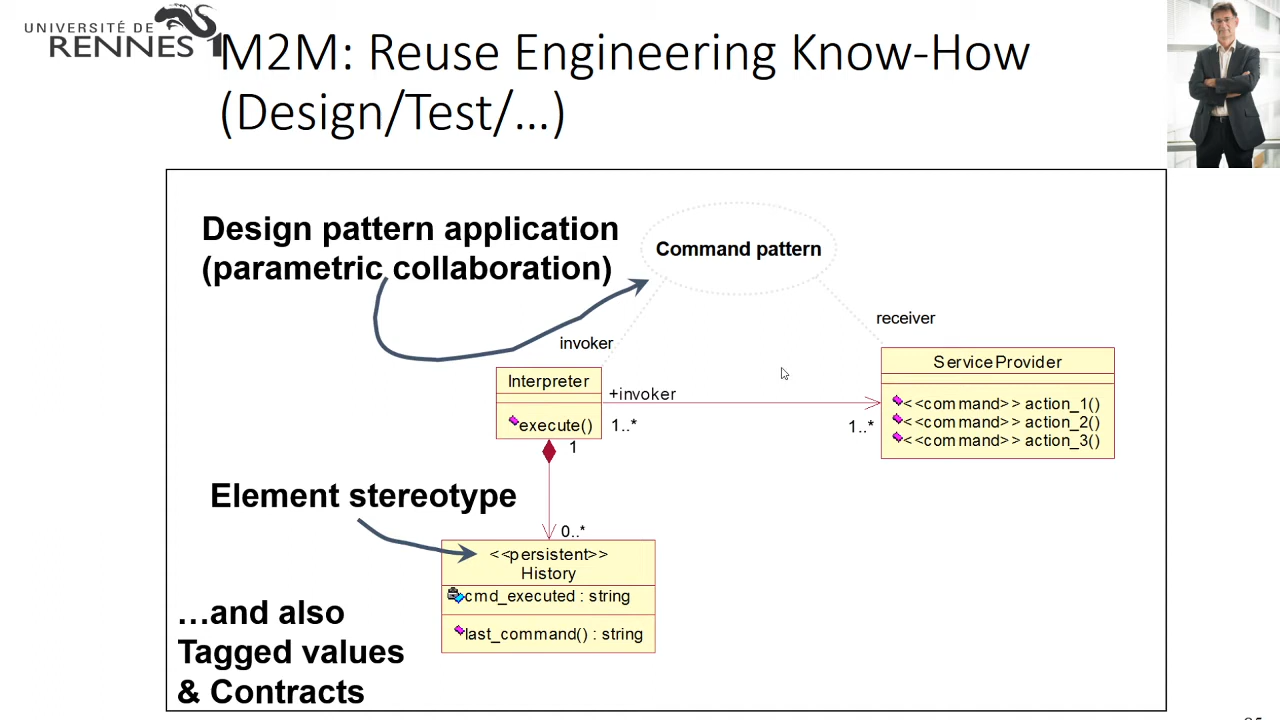 UNIVERSITÉ DE
RENNES 1
M2M: Reuse Engineering Know-How
(Design/Test/…)
Design pattern application
(parametric collaboration)
Command pattern
receiver
invoker
ServiceProvider
Interpreter
+invoker
<<command>> action_1()
execute()
1..*
1..*
<<command>> action_2()
<<command>> action_3()
1
Element stereotype
0..*
<<persistent>>
History
cmd_executed : string
…and also
last_command() : string
Tagged values
& Contracts